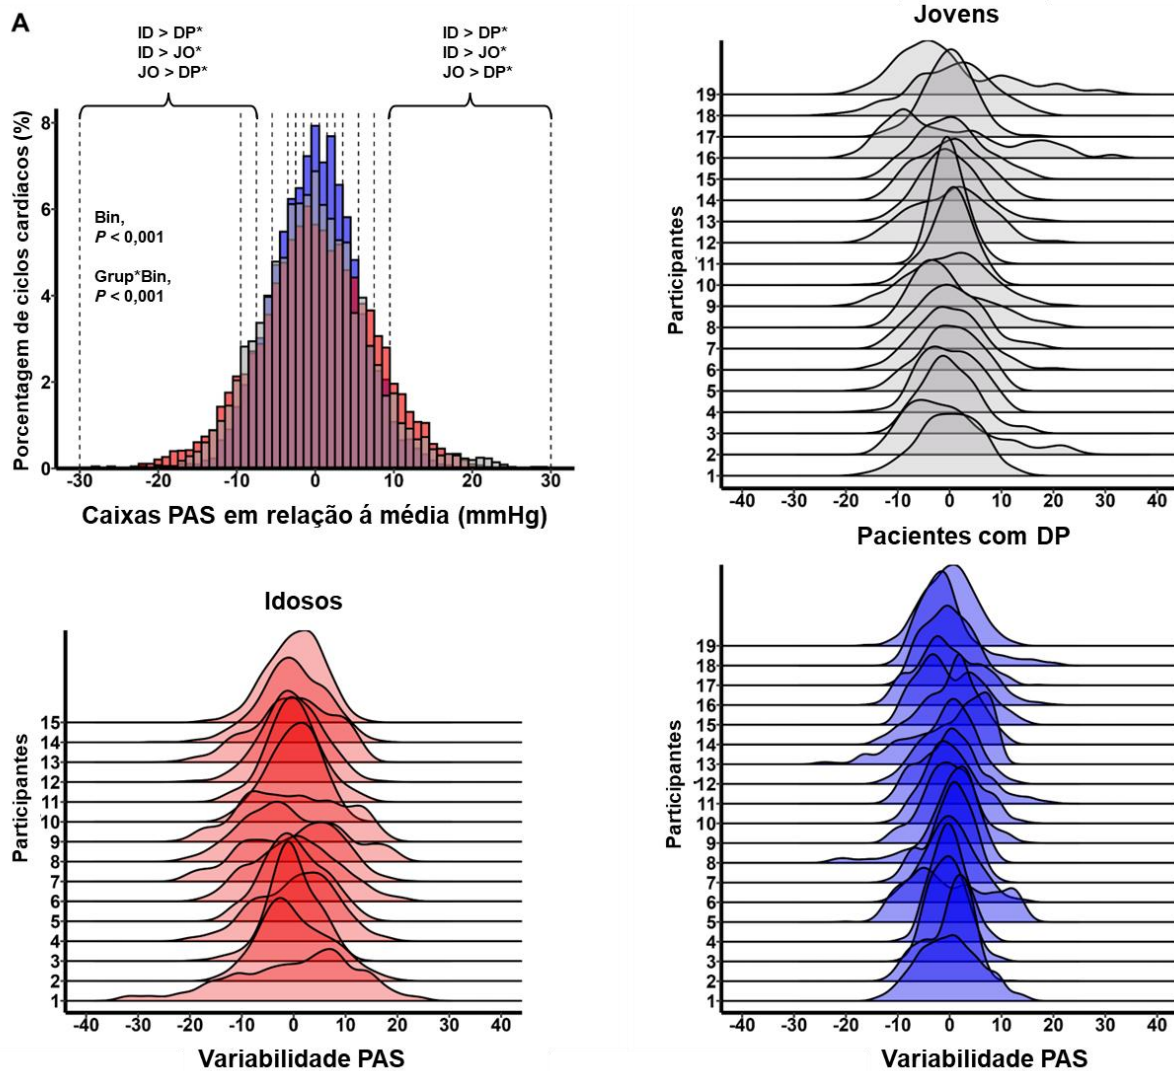 A
ID > DP*
ID > JO*
JO > DP*
ID > DP*
ID > JO*
JO > DP*
Porcentagem de ciclos cardíacos (%)
8
6
4
2
0
Bin,
P < 0,001
Grup*Bin,
P < 0,001
-30 -20 -10 0 10 20 30
Caixas PAS em relação á média (mmHg)
Jovens
Participantes
19
18
17
16
15
14
13
12
11
10
9
8
7
6
5
4
3
2
1
-40 -30 -20 -10 0 10 20 30 40
Idosos
Participantes
15
14
13
12
11
10
9
8
7
6
5
4
3
2
1
-40 -30 -20 -10 0 10 20 30 40
Variabilidade PAS
Pacientes com DP
Participantes
19
18
17
16
15
14
13
12
11
10
9
8
7
6
5
4
3
2
1
-40 -30 -20 -10 0 10 20 30 40
Variabilidade PAS